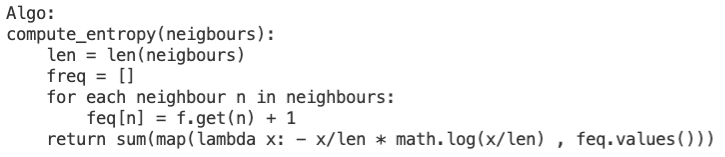 Algo:
compute_entropy(neigbours):
    len = len(neigbours)
    freq = []
    for each neighbour n in neighbours:
        feq[n] = f.get(n) + 1
    return sum(map(lambda x: - x/len * math.log(x/len) , feq.values()))